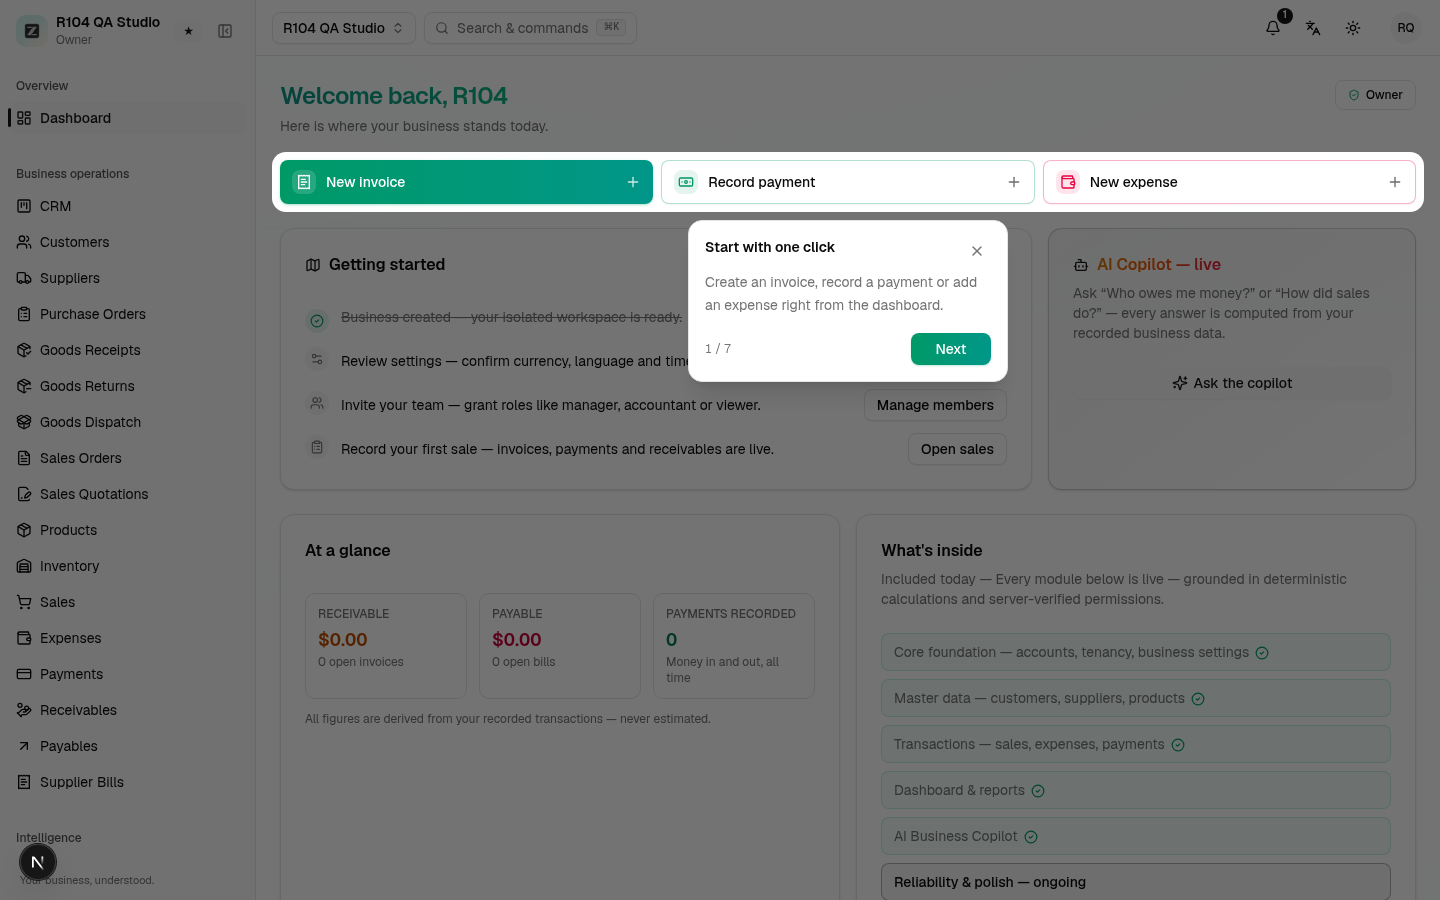 R104 QA Studio
Owner
Overview
Dashboard
Business operations
CRM
Customers
Suppliers
Purchase Orders
Goods Receipts
Goods Returns
Goods Dispatch
Sales Orders
Sales Quotations
Products
Inventory
Sales
Expenses
Payments
Receivables
Payables
Supplier Bills
Intelligence
N
Your business, understood.
R104 QA Studio
Search & commands ⌘K
1
RQ
Welcome back, R104
Here is where your business stands today.
Owner
New invoice
Record payment
New expense
Start with one click
Create an invoice, record a payment or add
an expense right from the dashboard.
1 / 7
Next
Getting started
Business created — your isolated workspace is ready.
Review settings — confirm currency, language and
Invite your team — grant roles like manager, accountant or viewer.
Manage members
Record your first sale — invoices, payments and receivables are live.
Open sales
AI Copilot — live
Ask “Who owes me money?” or “How did sales
do?” — every answer is computed from your
recorded business data.
Ask the copilot
At a glance
RECEIVABLE
$0.00
0 open invoices
PAYABLE
$0.00
0 open bills
PAYMENTS RECORDED
0
Money in and out, all
time
All figures are derived from your recorded transactions — never estimated.
What's inside
Included today — Every module below is live — grounded in deterministic
calculations and server-verified permissions.
Core foundation — accounts, tenancy, business settings
Master data — customers, suppliers, products
Transactions — sales, expenses, payments
Dashboard & reports
AI Business Copilot
Reliability & polish — ongoing